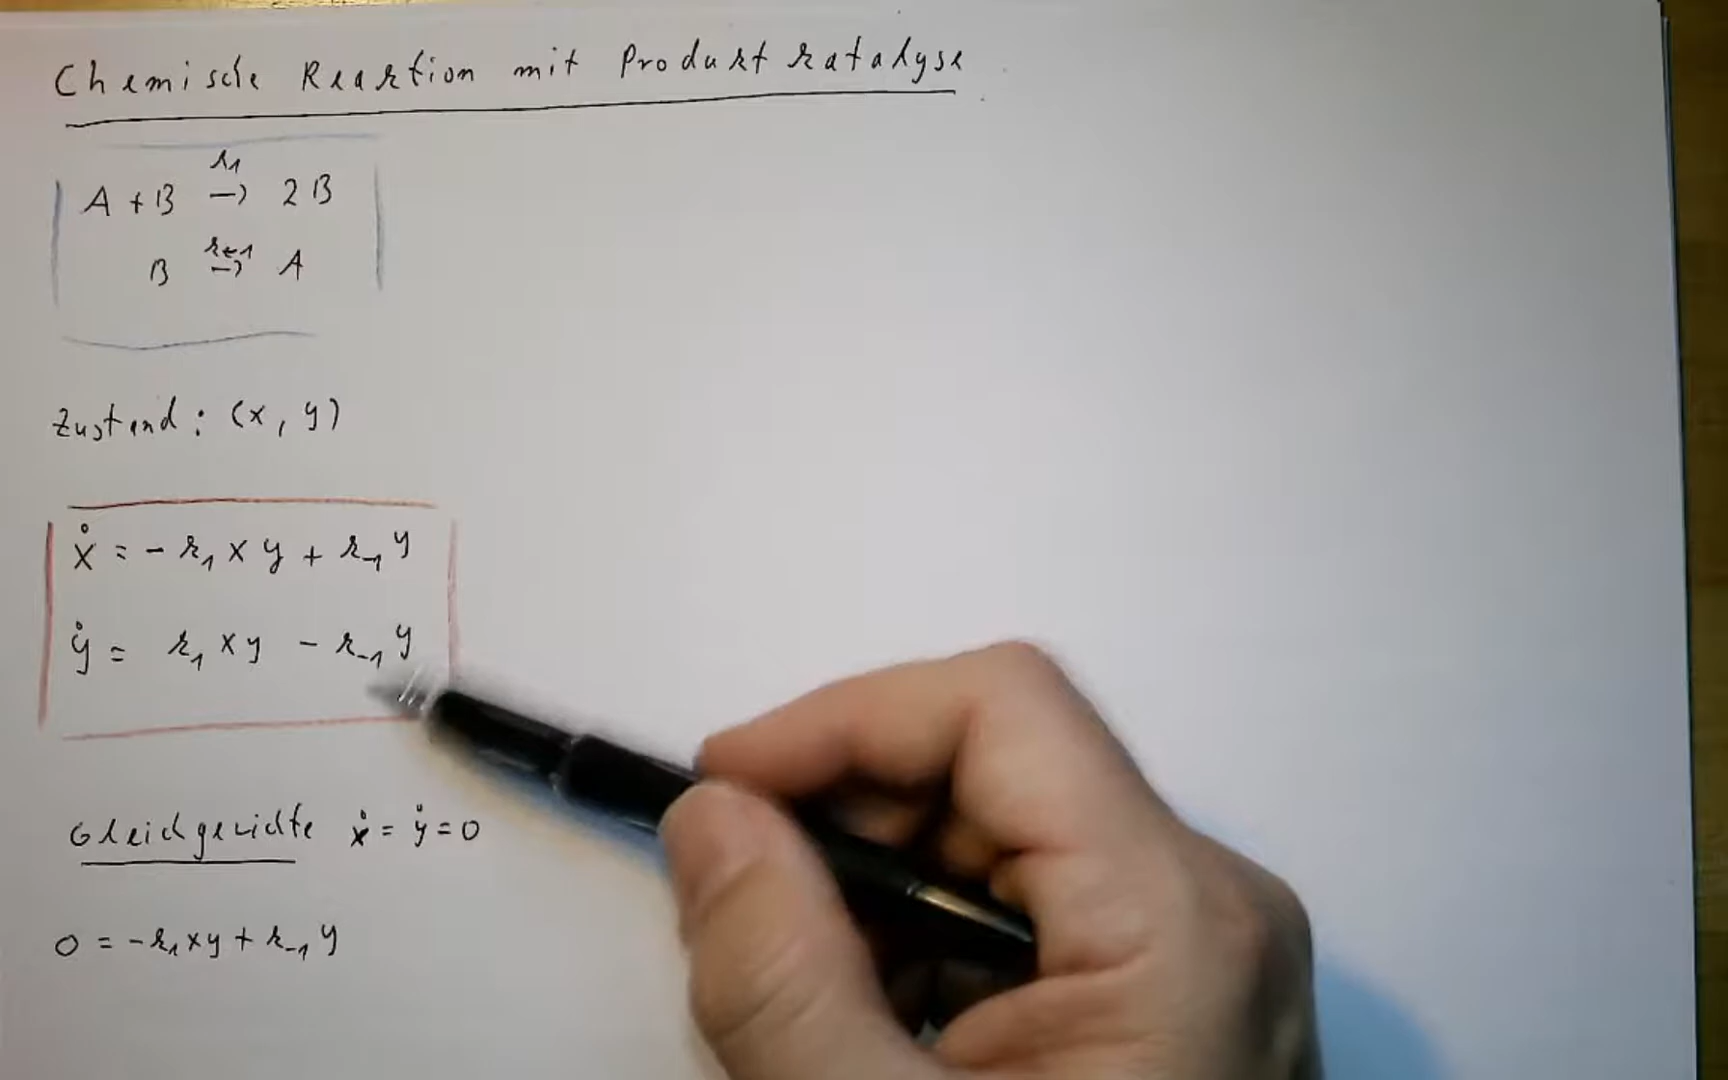 Chemische Reaktion mit Produktkatalyse
A + B →^{k₁} 2B
B →^{k₋₁} A
Zustand: (x, y)
ẋ = - k₁ x y + k₋₁ y
ẏ = k₁ x y - k₋₁ y
Gleichgewichte ẋ = ẏ = 0
0 = - k₁ x y + k₋₁ y